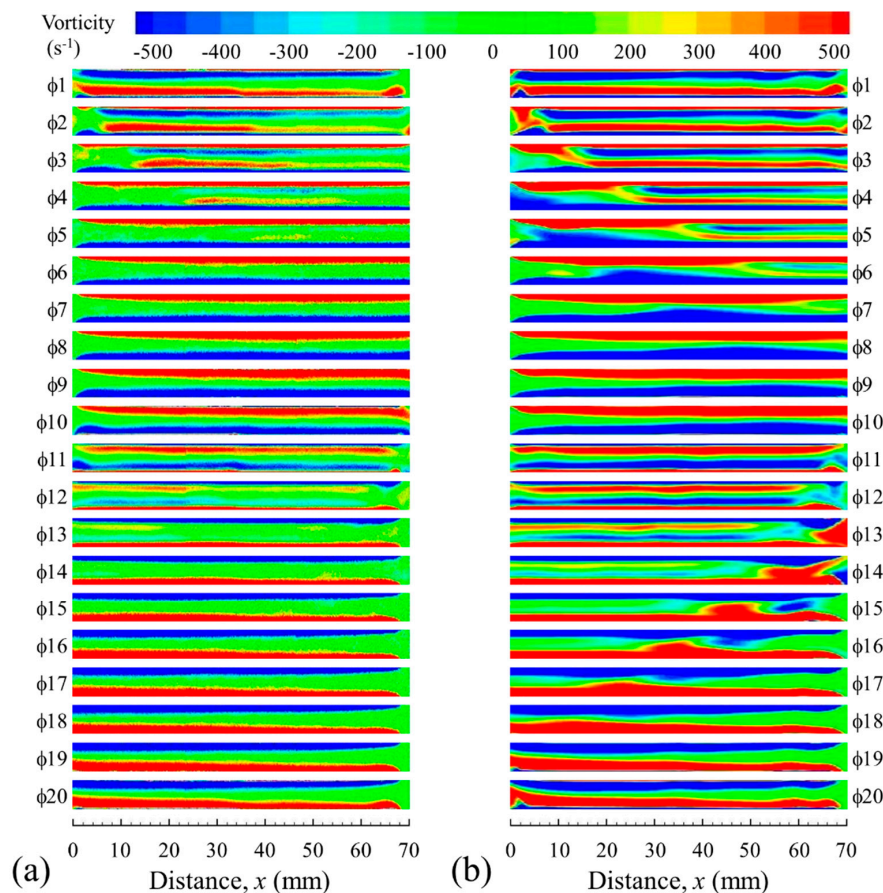 Vorticity
(s-1)
-500 -400 -300 -200 -100 0 100 200 300 400 500
ϕ1 ϕ1
ϕ2 ϕ2
ϕ3 ϕ3
ϕ4 ϕ4
ϕ5 ϕ5
ϕ6 ϕ6
ϕ7 ϕ7
ϕ8 ϕ8
ϕ9 ϕ9
ϕ10 ϕ10
ϕ11 ϕ11
ϕ12 ϕ12
ϕ13 ϕ13
ϕ14 ϕ14
ϕ15 ϕ15
ϕ16 ϕ16
ϕ17 ϕ17
ϕ18 ϕ18
ϕ19 ϕ19
ϕ20 ϕ20
0 10 20 30 40 50 60 70 0 10 20 30 40 50 60 70
(a) Distance, x (mm) (b) Distance, x (mm)